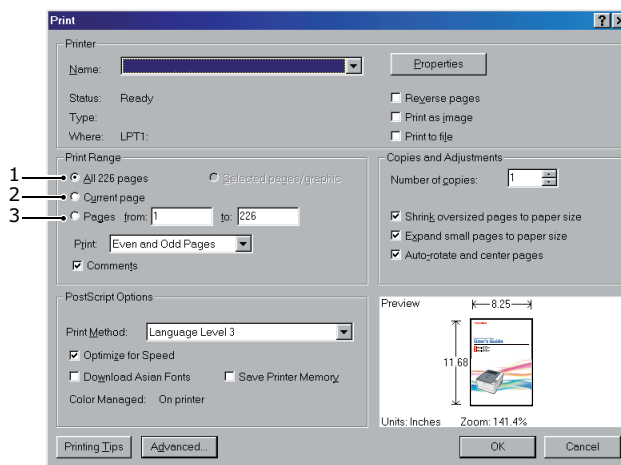 Print
Printer
Name:
Properties
Status: Ready
Reverse pages
Type:
Print as image
Where: LPT1:
Print to file
Print Range
Copies and Adjustments
1 All 226 pages
Selected pages/graphic
Number of copies: 1
2 Current page
3 Pages from: 1 to: 226
Shrink oversized pages to paper size
Print: Even and Odd Pages
Expand small pages to paper size
Comments
Auto-rotate and center pages
PostScript Options
Preview
8.25
Print Method: Language Level 3
User's Guide
Optimize for Speed
11.68
Download Asian Fonts
Save Printer Memory
Color Managed: On printer
Units: Inches Zoom: 141.4%
Printing Tips
Advanced...
OK
Cancel